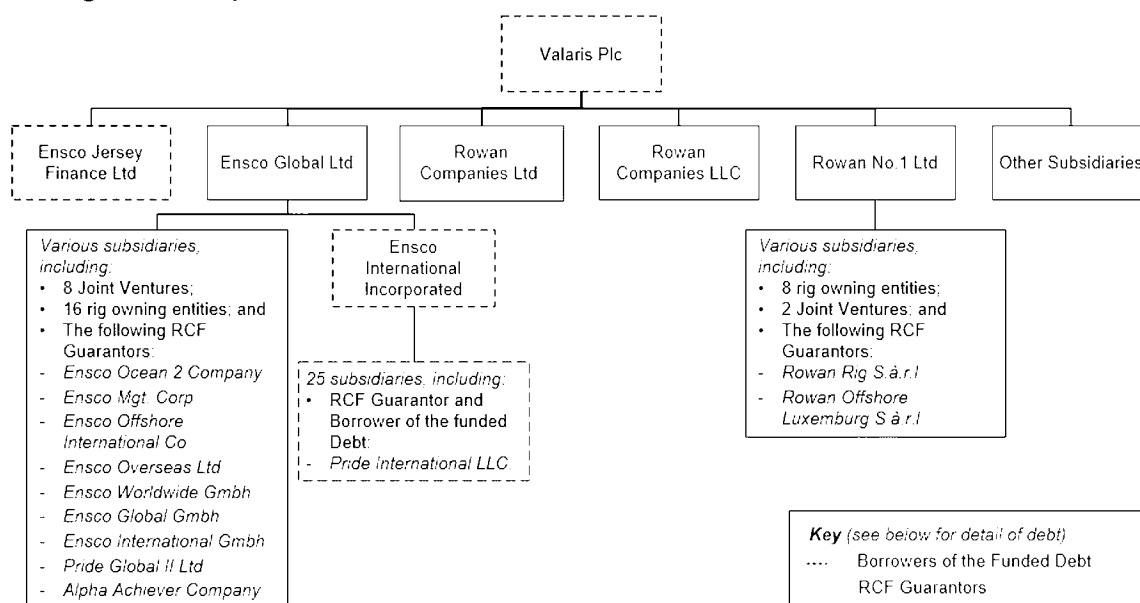 Valaris Plc
Ensco Jersey
Finance Ltd
Ensco Global Ltd
Rowan
Companies Ltd
Rowan
Companies LLC
Rowan No.1 Ltd
Other Subsidiaries
Various subsidiaries,
including:
• 8 Joint Ventures;
• 16 rig owning entities; and
• The following RCF
Guarantors:
- Ensco Ocean 2 Company
- Ensco Mgt. Corp
- Ensco Offshore
International Co
- Ensco Overseas Ltd
- Ensco Worldwide Gmbh
- Ensco Global Gmbh
- Ensco International Gmbh
- Pride Global II Ltd
- Alpha Achiever Company
Ensco
International
Incorporated
25 subsidiaries, including:
• RCF Guarantor and
Borrower of the funded
Debt:
- Pride International LLC
Various subsidiaries,
including:
• 8 rig owning entities;
• 2 Joint Ventures; and
• The following RCF
Guarantors:
- Rowan Rig S.à.r.l
- Rowan Offshore
Luxemburg S.à.r.l
Key (see below for detail of debt)
.... Borrowers of the Funded Debt
RCF Guarantors